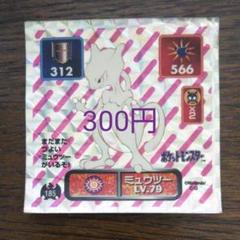 312
566
300円
まだまだ
つよい
ミュウツー
がいるぞ!
ポケットモンスター
185
ミュウツー
LV.79
©Nintendo